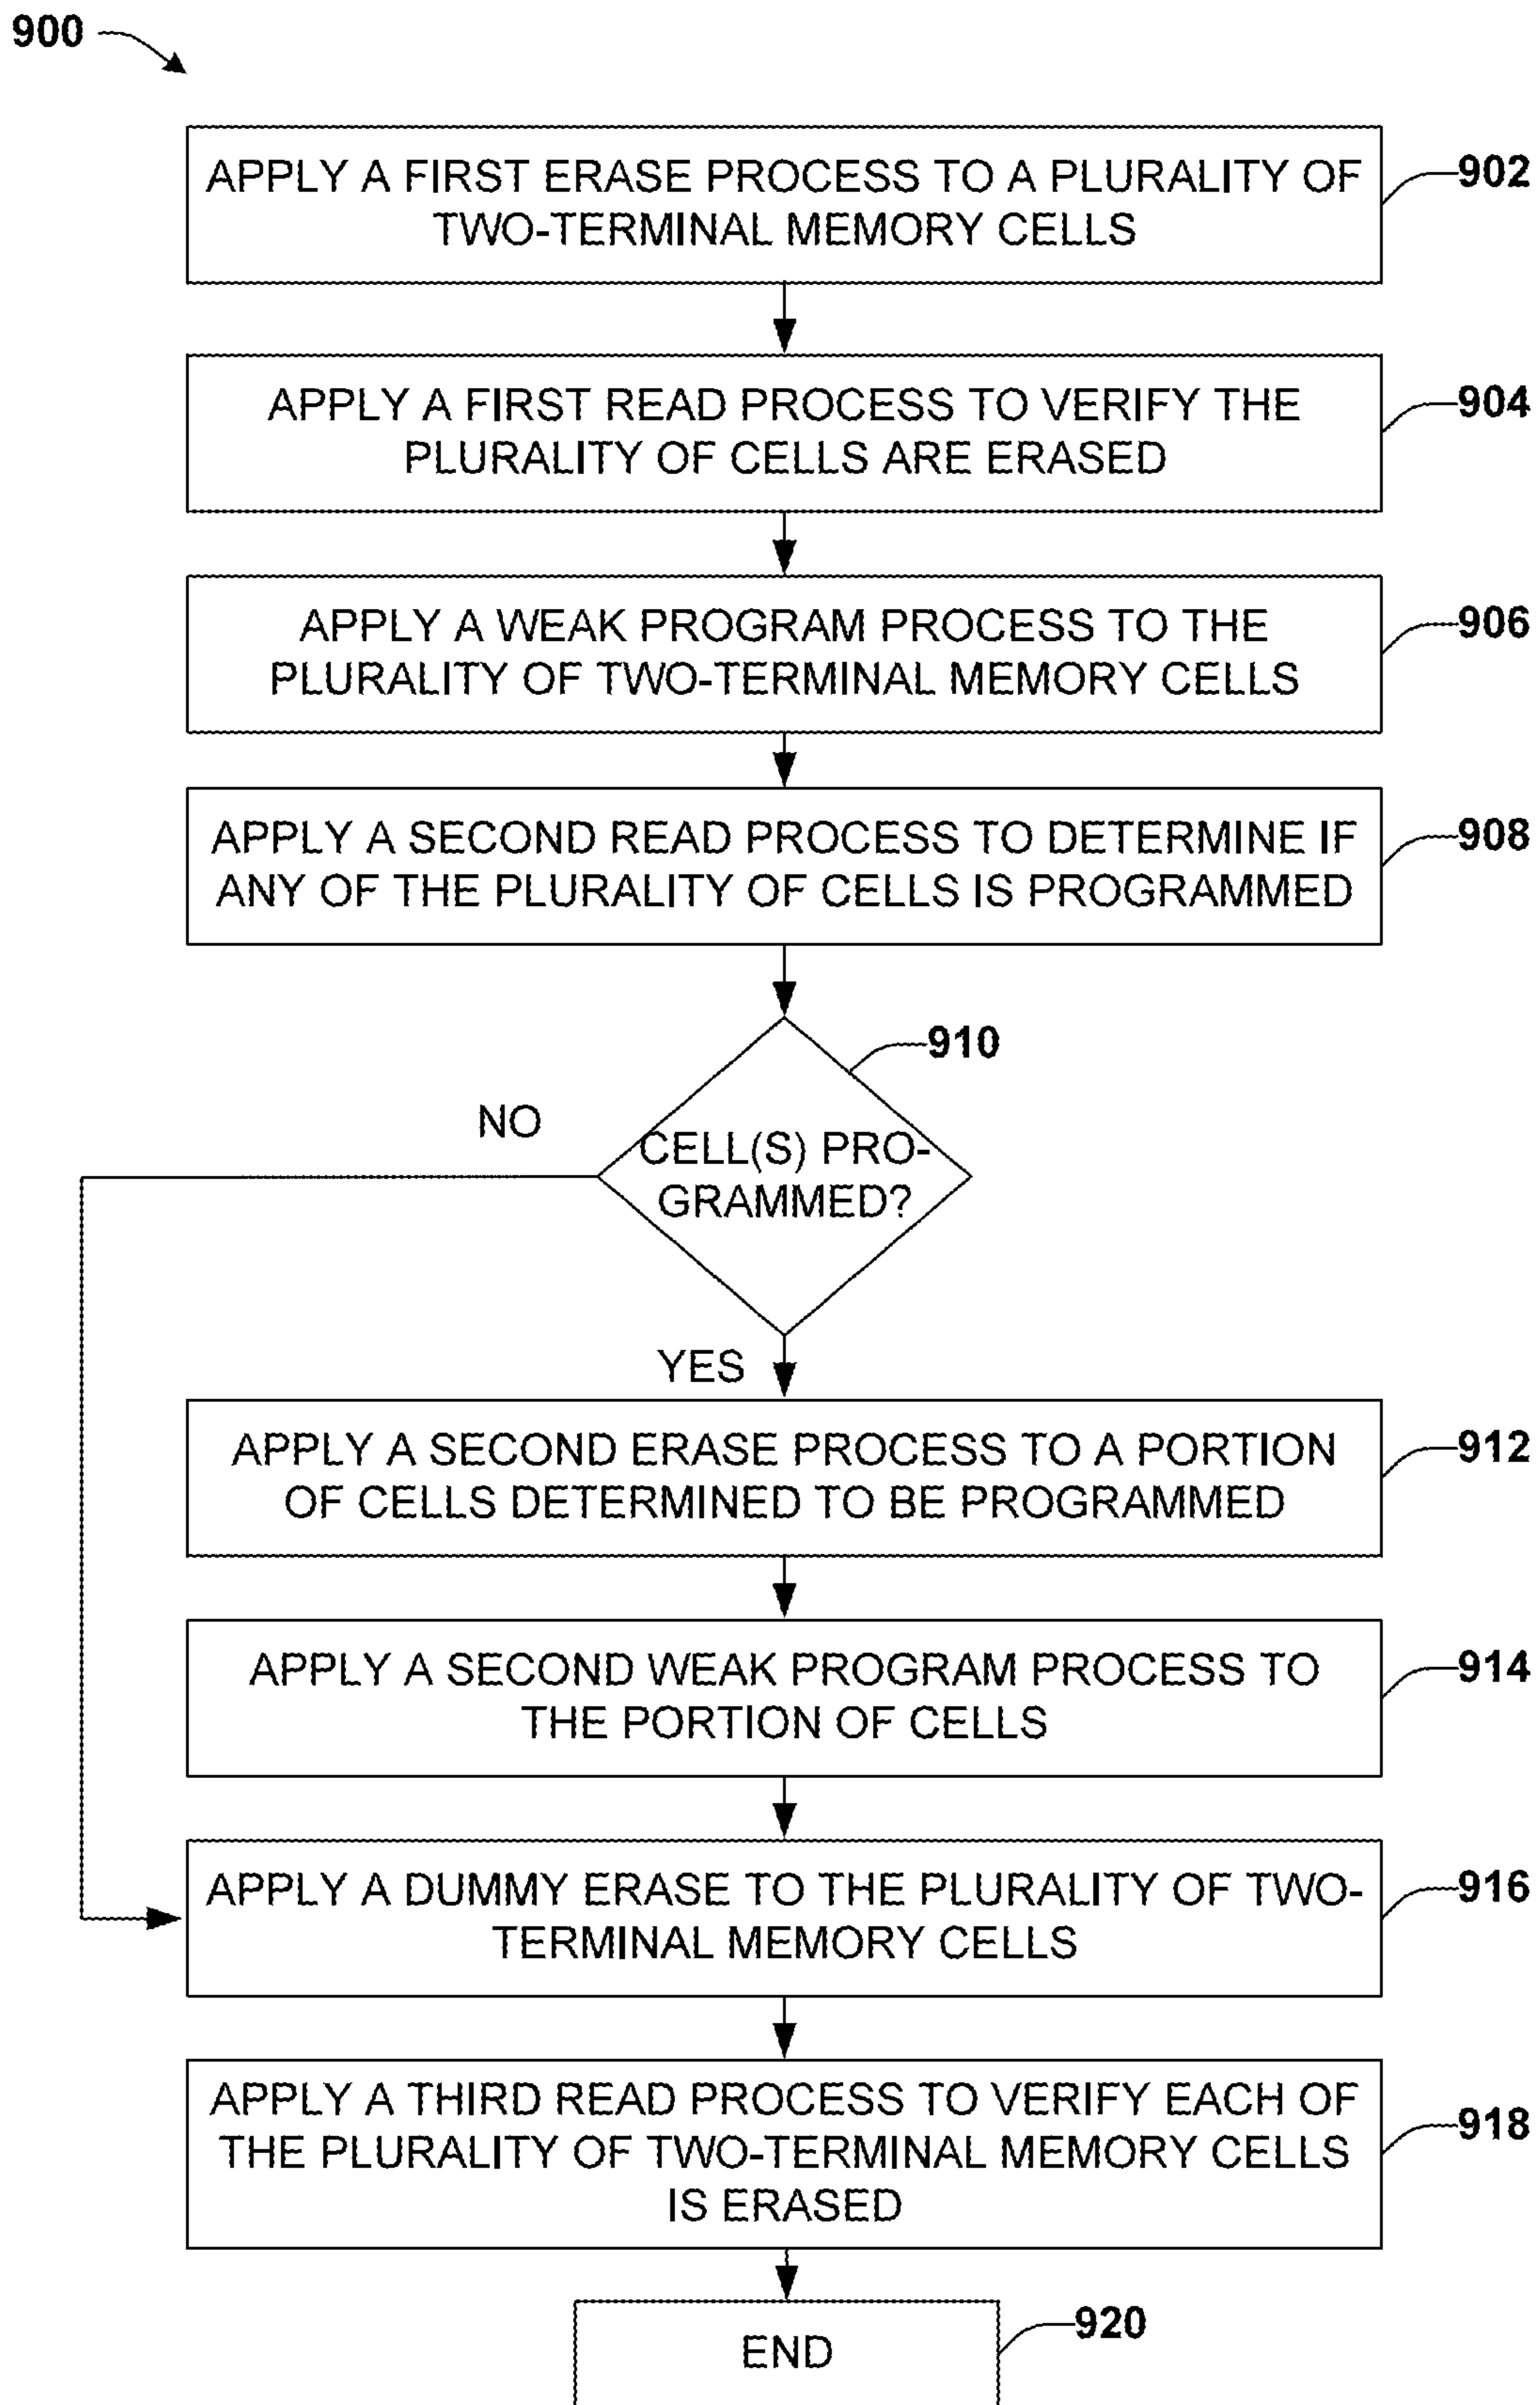 900
APPLY A FIRST ERASE PROCESS TO A PLURALITY OF
TWO-TERMINAL MEMORY CELLS
902
APPLY A FIRST READ PROCESS TO VERIFY THE
PLURALITY OF CELLS ARE ERASED
904
APPLY A WEAK PROGRAM PROCESS TO THE
PLURALITY OF TWO-TERMINAL MEMORY CELLS
906
APPLY A SECOND READ PROCESS TO DETERMINE IF
ANY OF THE PLURALITY OF CELLS IS PROGRAMMED
908
910
NO
CELL(S) PRO-
GRAMMED?
YES
APPLY A SECOND ERASE PROCESS TO A PORTION
OF CELLS DETERMINED TO BE PROGRAMMED
912
APPLY A SECOND WEAK PROGRAM PROCESS TO
THE PORTION OF CELLS
914
APPLY A DUMMY ERASE TO THE PLURALITY OF TWO-
TERMINAL MEMORY CELLS
916
APPLY A THIRD READ PROCESS TO VERIFY EACH OF
THE PLURALITY OF TWO-TERMINAL MEMORY CELLS
IS ERASED
918
END
920